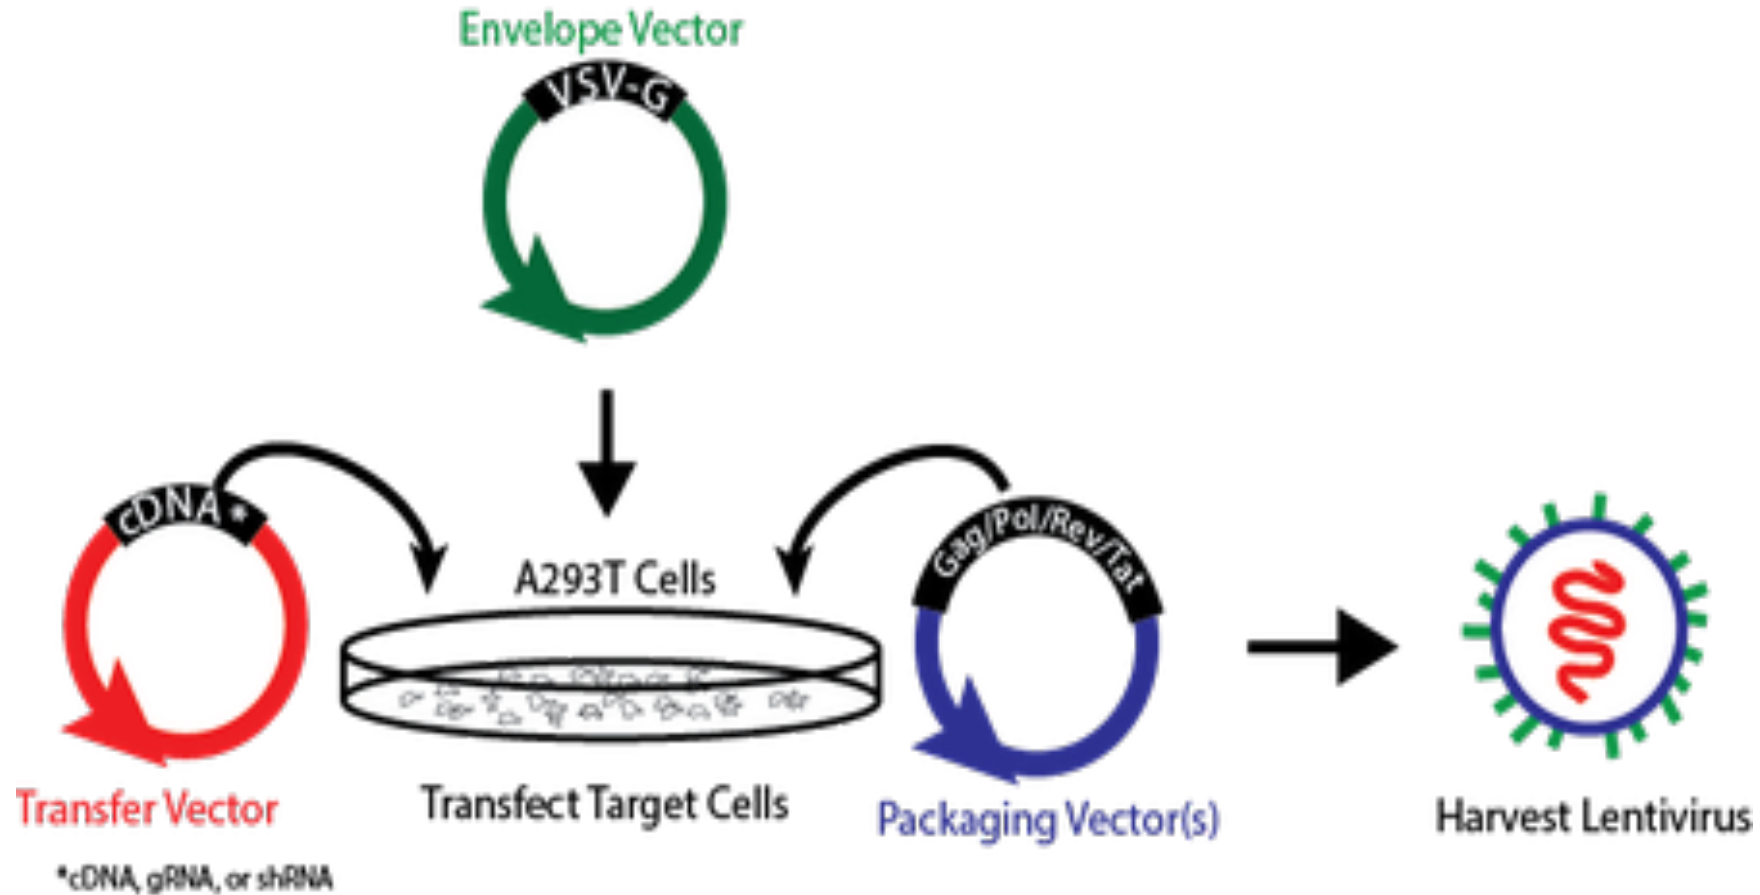 Envelope Vector
VSV-G
cDNA*
Gag/Pol/Rev/Tat
A293T Cells
Transfer Vector
Transfect Target Cells
Packaging Vector(s)
Harvest Lentivirus
*cDNA, gRNA, or shRNA